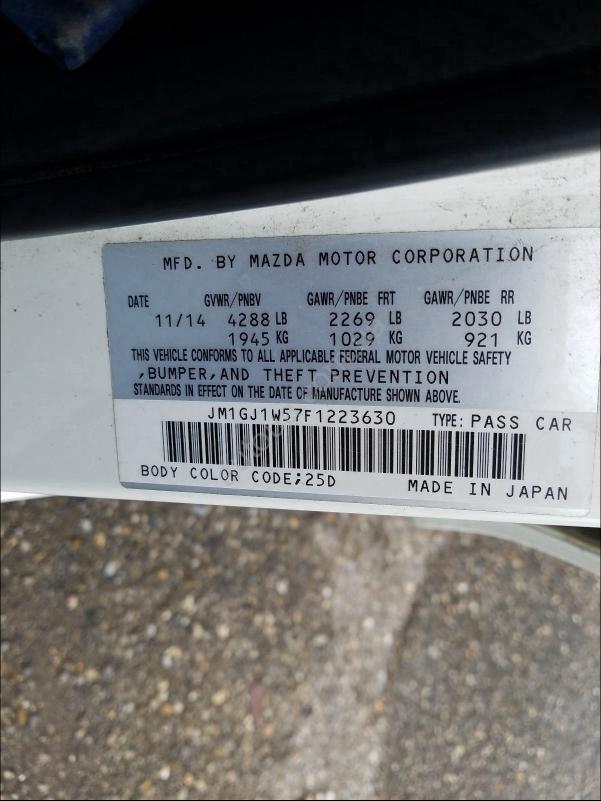 MFD. BY MAZDA MOTOR CORPORATION
DATE GVWR/PNBV GAWR/PNBE FRT GAWR/PNBE RR
11/14 4288 LB 2269 LB 2030 LB
1945 KG 1029 KG 921 KG
THIS VEHICLE CONFORMS TO ALL APPLICABLE FEDERAL MOTOR VEHICLE SAFETY
,BUMPER,AND THEFT PREVENTION
STANDARDS IN EFFECT ON THE DATE OF MANUFACTURE SHOWN ABOVE.
JM1GJ1W57F1223630 TYPE: PASS CAR
BODY COLOR CODE;25D MADE IN JAPAN